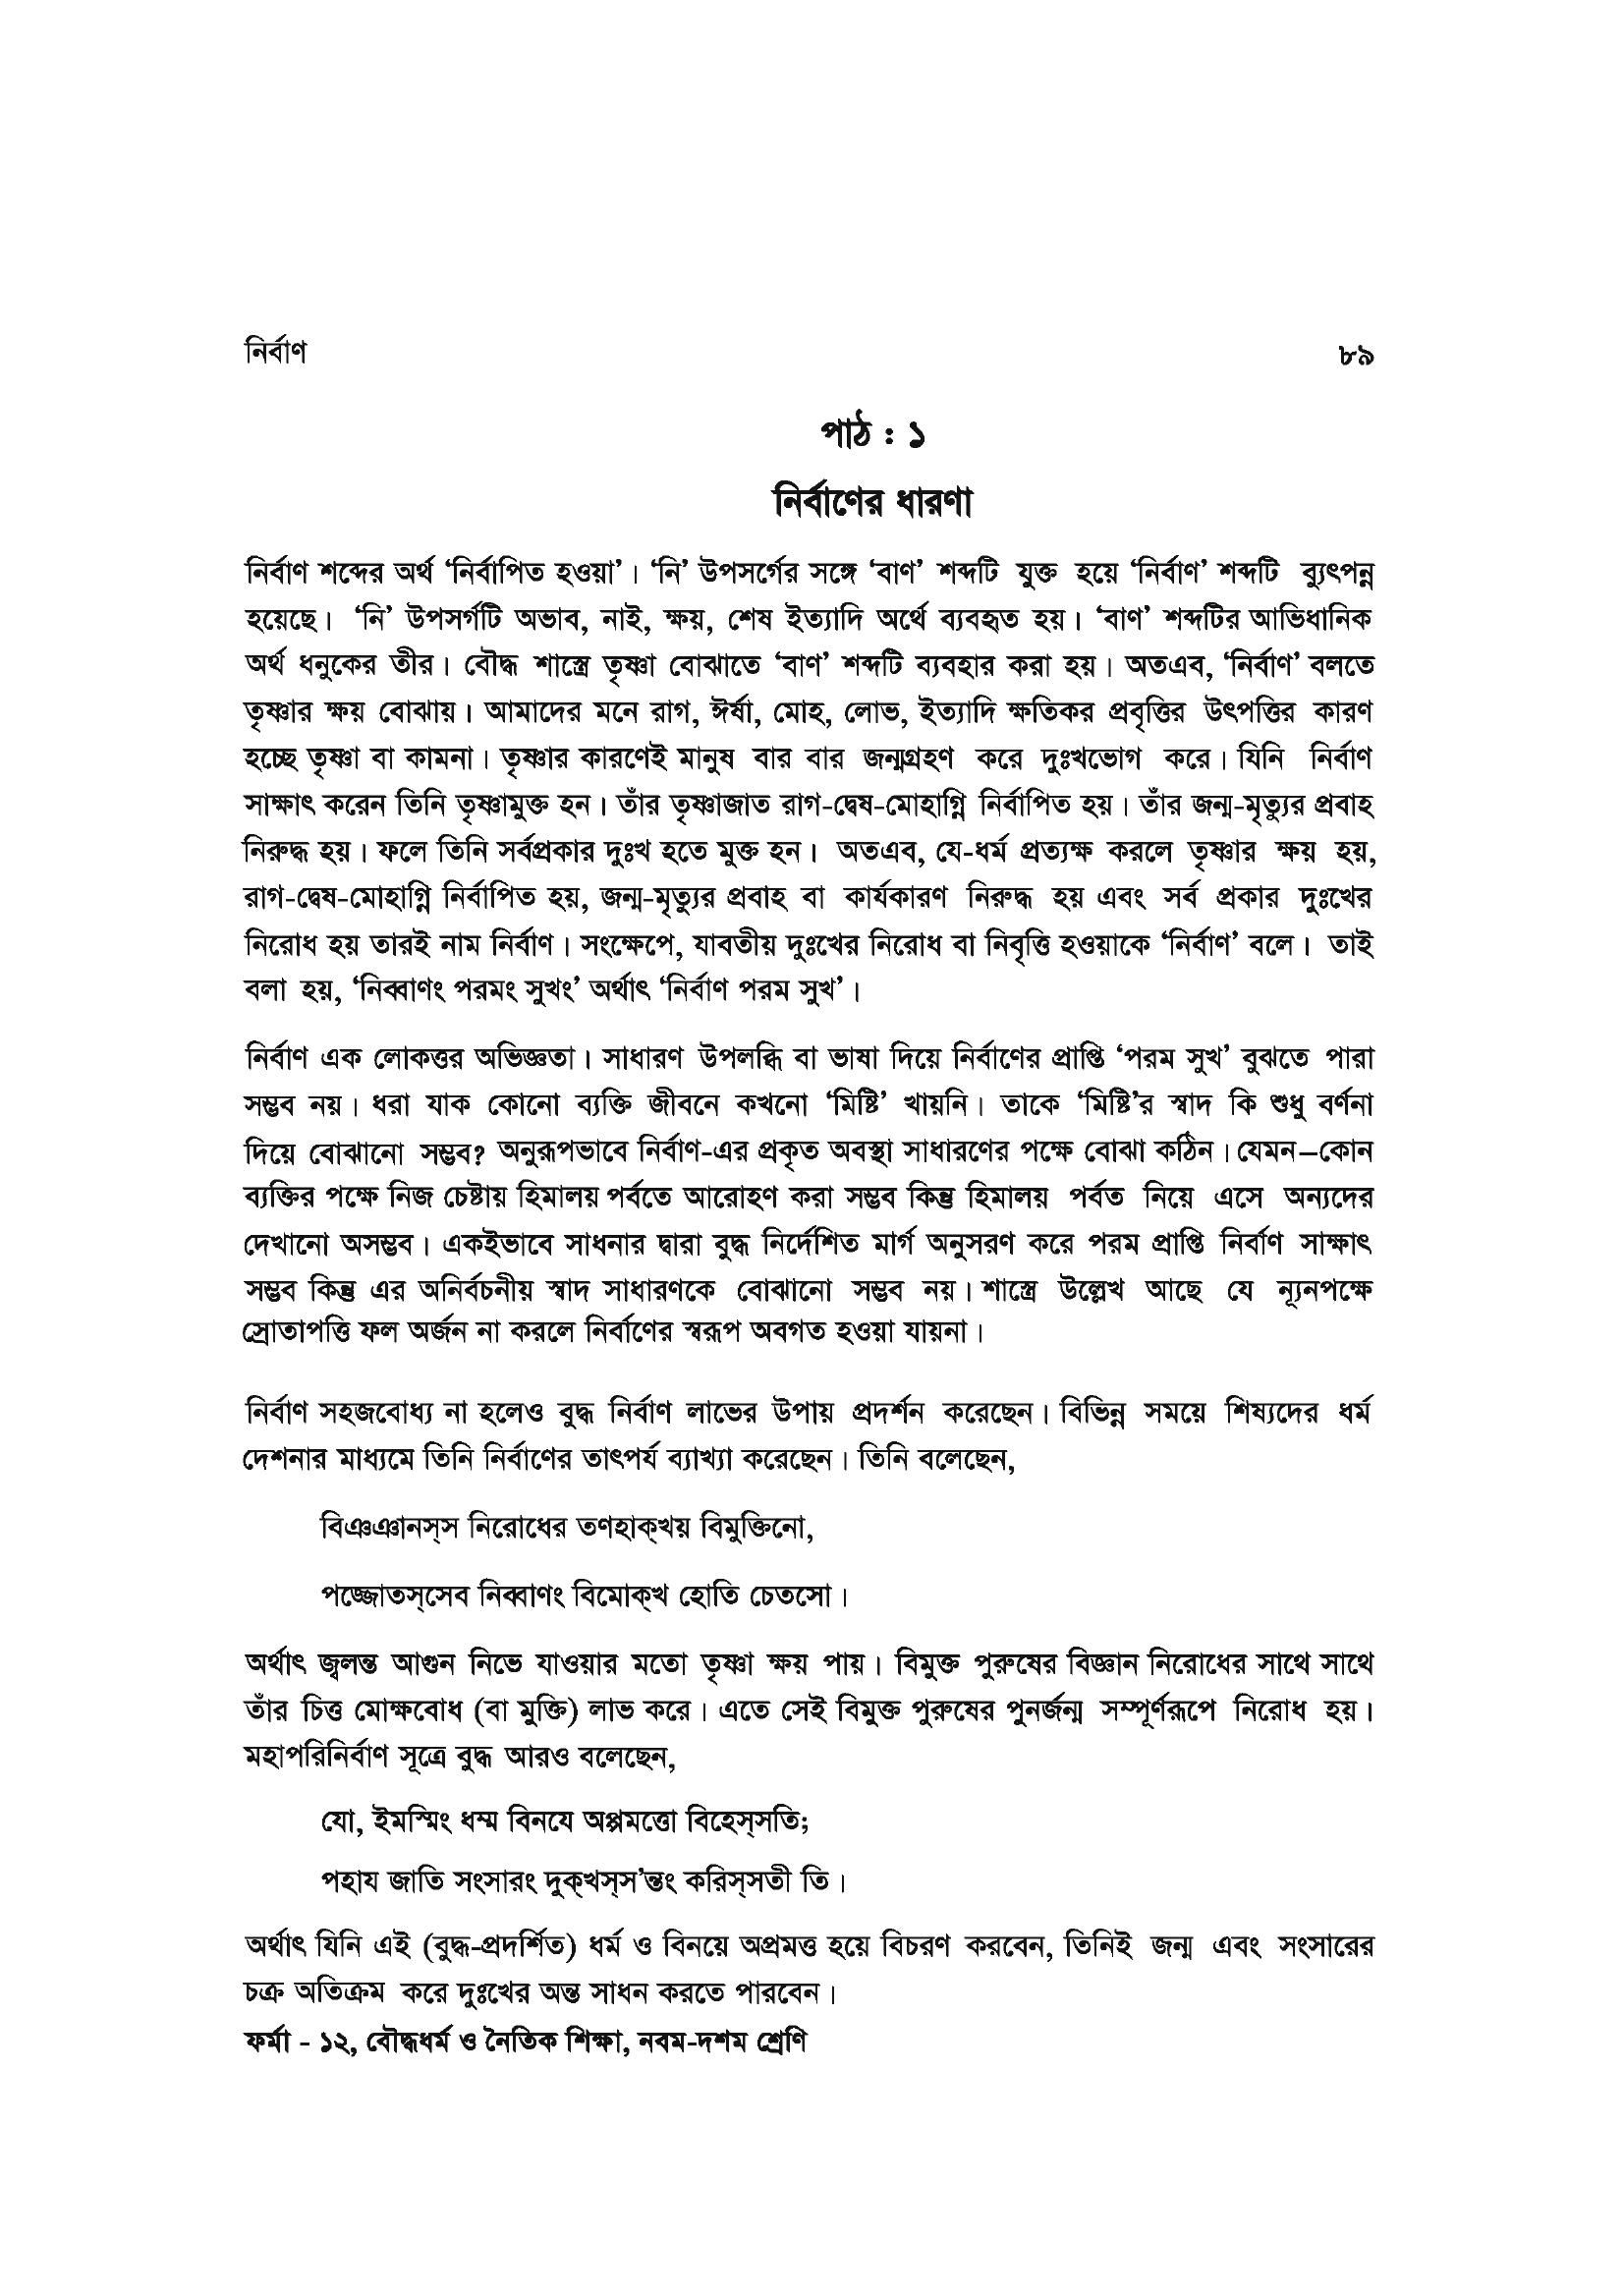 নির্বাণ ৮৯
পাঠ : ১
নির্বাণের ধারণা
নির্বাণ শব্দের অর্থ ‘নির্বাপিত হওয়া’। ‘নি’ উপসর্গের সঙ্গে ‘বাণ’ শব্দটি যুক্ত হয়ে ‘নির্বাণ’ শব্দটি ব্যুৎপন্ন
হয়েছে। ‘নি’ উপসর্গটি অভাব, নাই, ক্ষয়, শেষ ইত্যাদি অর্থে ব্যবহৃত হয়। ‘বাণ’ শব্দটির আভিধানিক
অর্থ ধনুকের তীর। বৌদ্ধ শাস্ত্রে তৃষ্ণা বোঝাতে ‘বাণ’ শব্দটি ব্যবহার করা হয়। অতএব, ‘নির্বাণ’ বলতে
তৃষ্ণার ক্ষয় বোঝায়। আমাদের মনে রাগ, ঈর্ষা, মোহ, লোভ, ইত্যাদি ক্ষতিকর প্রবৃত্তির উৎপত্তির কারণ
হচ্ছে তৃষ্ণা বা কামনা। তৃষ্ণার কারণেই মানুষ বার বার জন্মগ্রহণ করে দুঃখভোগ করে। যিনি নির্বাণ
সাক্ষাৎ করেন তিনি তৃষ্ণামুক্ত হন। তাঁর তৃষ্ণাজাত রাগ-দ্বেষ-মোহাগ্নি নির্বাপিত হয়। তাঁর জন্ম-মৃত্যুর প্রবাহ
নিরুদ্ধ হয়। ফলে তিনি সর্বপ্রকার দুঃখ হতে মুক্ত হন। অতএব, যে-ধর্ম প্রত্যক্ষ করলে তৃষ্ণার ক্ষয় হয়,
রাগ-দ্বেষ-মোহাগ্নি নির্বাপিত হয়, জন্ম-মৃত্যুর প্রবাহ বা কার্যকারণ নিরুদ্ধ হয় এবং সর্ব প্রকার দুঃখের
নিরোধ হয় তারই নাম নির্বাণ। সংক্ষেপে, যাবতীয় দুঃখের নিরোধ বা নিবৃত্তি হওয়াকে ‘নির্বাণ’ বলে। তাই
বলা হয়, ‘নিব্বাণং পরমং সুখং’ অর্থাৎ ‘নির্বাণ পরম সুখ’।
নির্বাণ এক লোকত্তর অভিজ্ঞতা। সাধারণ উপলব্ধি বা ভাষা দিয়ে নির্বাণের প্রাপ্তি ‘পরম সুখ’ বুঝতে পারা
সম্ভব নয়। ধরা যাক কোনো ব্যক্তি জীবনে কখনো ‘মিষ্টি’ খায়নি। তাকে ‘মিষ্টি’র স্বাদ কি শুধু বর্ণনা
দিয়ে বোঝানো সম্ভব? অনুরূপভাবে নির্বাণ-এর প্রকৃত অবস্থা সাধারণের পক্ষে বোঝা কঠিন। যেমন–কোন
ব্যক্তির পক্ষে নিজ চেষ্টায় হিমালয় পর্বতে আরোহণ করা সম্ভব কিন্তু হিমালয় পর্বত নিয়ে এসে অন্যদের
দেখানো অসম্ভব। একইভাবে সাধনার দ্বারা বুদ্ধ নির্দেশিত মার্গ অনুসরণ করে পরম প্রাপ্তি নির্বাণ সাক্ষাৎ
সম্ভব কিন্তু এর অনির্বচনীয় স্বাদ সাধারণকে বোঝানো সম্ভব নয়। শাস্ত্রে উল্লেখ আছে যে ন্যূনপক্ষে
স্রোতাপত্তি ফল অর্জন না করলে নির্বাণের স্বরূপ অবগত হওয়া যায়না।
নির্বাণ সহজবোধ্য না হলেও বুদ্ধ নির্বাণ লাভের উপায় প্রদর্শন করেছেন। বিভিন্ন সময়ে শিষ্যদের ধর্ম
দেশনার মাধ্যমে তিনি নির্বাণের তাৎপর্য ব্যাখ্যা করেছেন। তিনি বলেছেন,
বিঞঞানস্‌স নিরোধের তণহাক্‌খয় বিমুক্তিনো,
পজ্জোতস্‌সেব নিব্বাণং বিমোক্‌খ হোতি চেতসো।
অর্থাৎ জ্বলন্ত আগুন নিভে যাওয়ার মতো তৃষ্ণা ক্ষয় পায়। বিমুক্ত পুরুষের বিজ্ঞান নিরোধের সাথে সাথে
তাঁর চিত্ত মোক্ষবোধ (বা মুক্তি) লাভ করে। এতে সেই বিমুক্ত পুরুষের পুনর্জন্ম সম্পূর্ণরূপে নিরোধ হয়।
মহাপরিনির্বাণ সূত্রে বুদ্ধ আরও বলেছেন,
যো, ইমস্মিং ধম্ম বিনযে অপ্পমত্তো বিহেস্‌সতি;
পহায জাতি সংসারং দুক্‌খস্‌স’ন্তং করিস্‌সতী তি।
অর্থাৎ যিনি এই (বুদ্ধ-প্রদর্শিত) ধর্ম ও বিনয়ে অপ্রমত্ত হয়ে বিচরণ করবেন, তিনিই জন্ম এবং সংসারের
চক্র অতিক্রম করে দুঃখের অন্ত সাধন করতে পারবেন।
ফর্মা - ১২, বৌদ্ধধর্ম ও নৈতিক শিক্ষা, নবম-দশম শ্রেণি